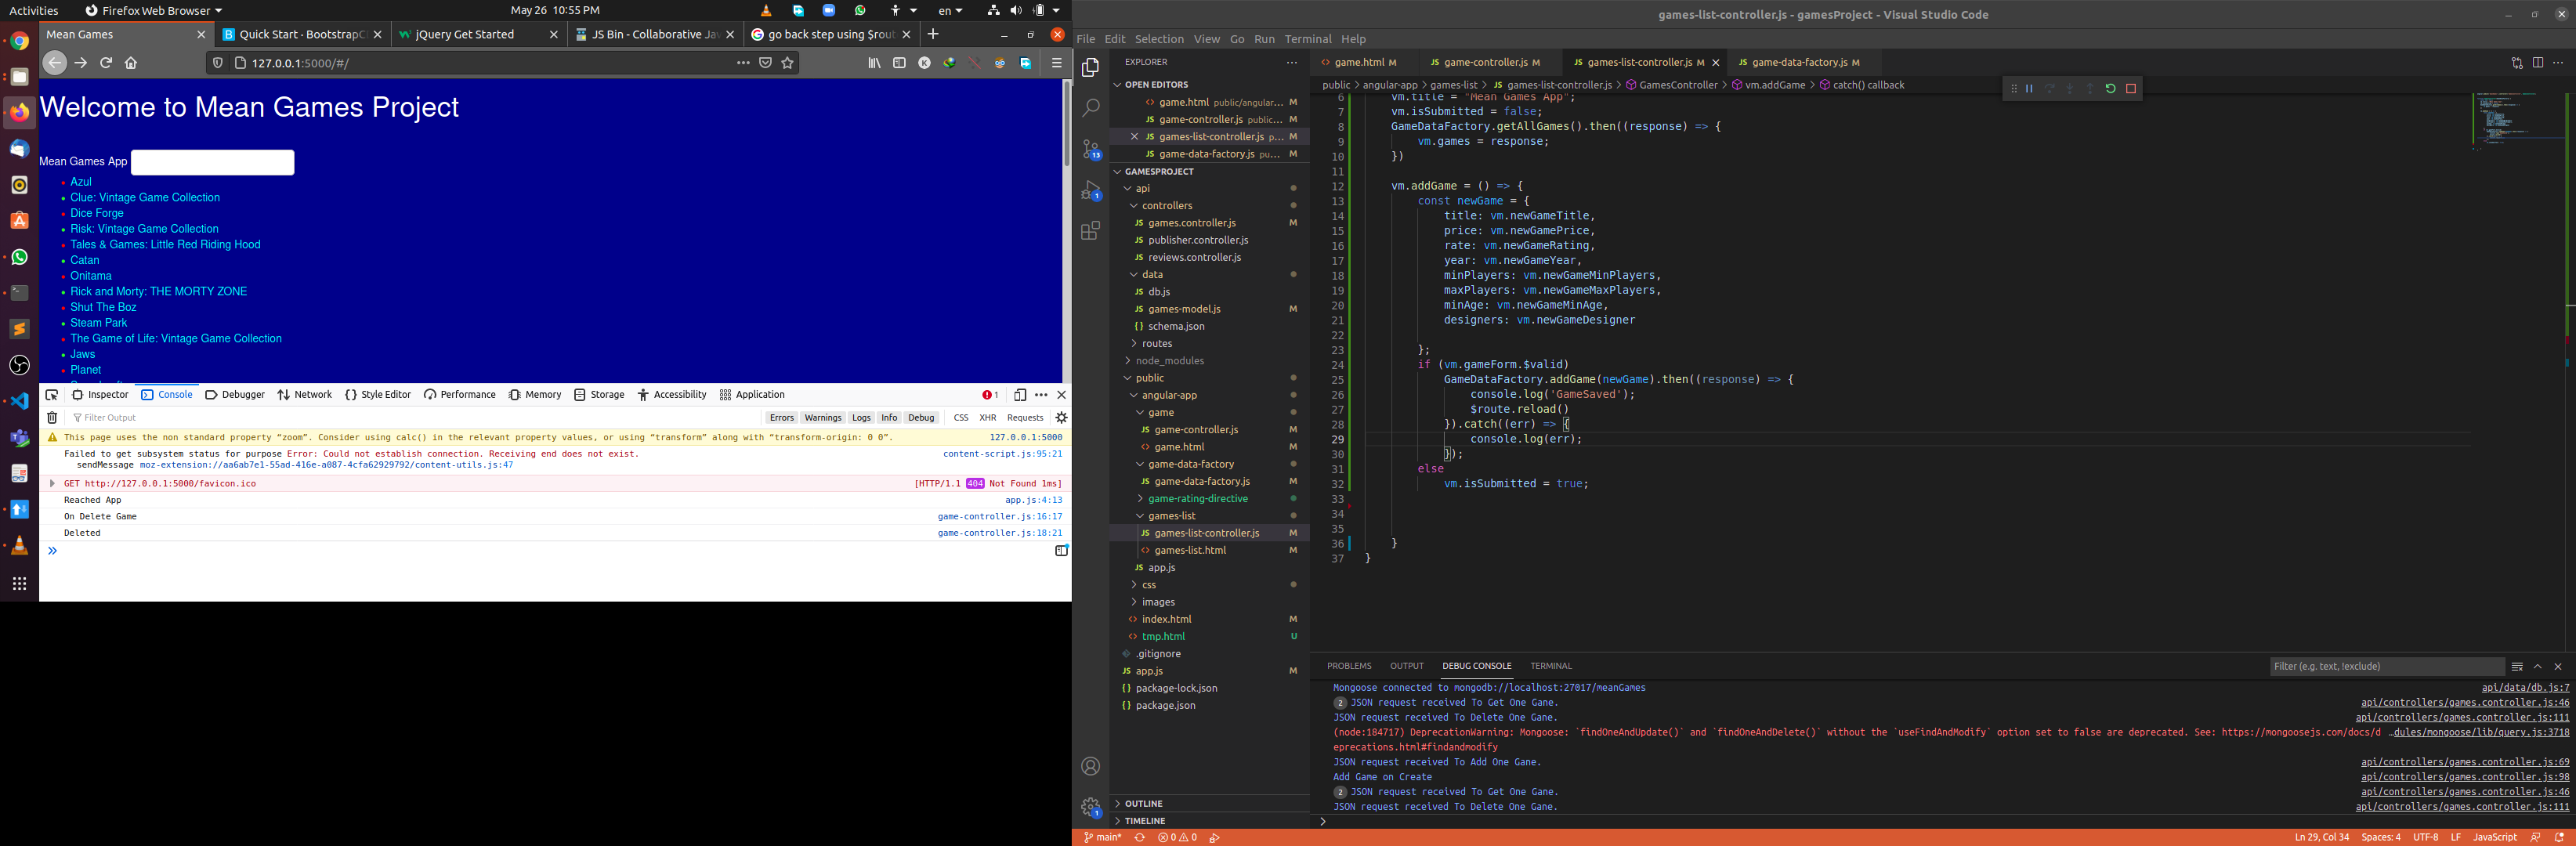 Activities
Firefox Web Browser
May 26 10:55 PM
en
Mean Games
Quick Start · BootstrapC
jQuery Get Started
JS Bin - Collaborative Jav
go back step using $rout
127.0.0.1:5000/#/
Welcome to Mean Games Project
Mean Games App
Azul
Clue: Vintage Game Collection
Dice Forge
Risk: Vintage Game Collection
Tales & Games: Little Red Riding Hood
Catan
Onitama
Rick and Morty: THE MORTY ZONE
Shut The Boz
Steam Park
The Game of Life: Vintage Game Collection
Jaws
Planet
Inspector Console Debugger Network Style Editor Performance Memory Storage Accessibility Application 1
Filter Output Errors Warnings Logs Info Debug CSS XHR Requests
This page uses the non standard property “zoom”. Consider using calc() in the relevant property values, or using “transform” along with “transform-origin: 0 0”. 127.0.0.1:5000
Failed to get subsystem status for purpose Error: Could not establish connection. Receiving end does not exist. content-script.js:95:21
sendMessage moz-extension://aa6ab7e1-55ad-416e-a087-4cfa62929792/content-utils.js:47
GET http://127.0.0.1:5000/favicon.ico [HTTP/1.1 404 Not Found 1ms]
Reached App app.js:4:13
On Delete Game game-controller.js:16:17
Deleted game-controller.js:18:21
games-list-controller.js - gamesProject - Visual Studio Code
File Edit Selection View Go Run Terminal Help
EXPLORER
OPEN EDITORS
game.html public/angular... M
game-controller.js public... M
games-list-controller.js p... M
game-data-factory.js pu... M
GAMESPROJECT
api
controllers
games.controller.js M
publisher.controller.js
reviews.controller.js
data
db.js
games-model.js M
schema.json
routes
node_modules
public
angular-app
game
game-controller.js M
game.html M
game-data-factory
game-data-factory.js M
game-rating-directive
games-list
games-list-controller.js M
games-list.html M
app.js
css
images
index.html M
tmp.html U
.gitignore
app.js M
package-lock.json
package.json
OUTLINE
TIMELINE
13
1
1
game.html M
game-controller.js M
games-list-controller.js M
game-data-factory.js M
public > angular-app > games-list > games-list-controller.js > GamesController > vm.addGame > catch() callback
6 vm.title = "Mean Games App";
7 vm.isSubmitted = false;
8 GameDataFactory.getAllGames().then((response) => {
9 vm.games = response;
10 })
11
12 vm.addGame = () => {
13 const newGame = {
14 title: vm.newGameTitle,
15 price: vm.newGamePrice,
16 rate: vm.newGameRating,
17 year: vm.newGameYear,
18 minPlayers: vm.newGameMinPlayers,
19 maxPlayers: vm.newGameMaxPlayers,
20 minAge: vm.newGameMinAge,
21 designers: vm.newGameDesigner
22
23 };
24 if (vm.gameForm.$valid)
25 GameDataFactory.addGame(newGame).then((response) => {
26 console.log('GameSaved');
27 $route.reload()
28 }).catch((err) => {
29 console.log(err);
30 });
31 else
32 vm.isSubmitted = true;
33
34
35
36 }
37 }
PROBLEMS OUTPUT DEBUG CONSOLE TERMINAL Filter (e.g. text, !exclude)
Mongoose connected to mongodb://localhost:27017/meanGames api/data/db.js:7
2 JSON request received To Get One Gane. api/controllers/games.controller.js:46
JSON request received To Delete One Gane. api/controllers/games.controller.js:111
(node:184717) DeprecationWarning: Mongoose: `findOneAndUpdate()` and `findOneAndDelete()` without the `useFindAndModify` option set to false are deprecated. See: https://mongoosejs.com/docs/d …dules/mongoose/lib/query.js:3718
eprecations.html#findandmodify
JSON request received To Add One Gane. api/controllers/games.controller.js:69
Add Game on Create api/controllers/games.controller.js:98
2 JSON request received To Get One Gane. api/controllers/games.controller.js:46
JSON request received To Delete One Gane. api/controllers/games.controller.js:111
main* 0 0 Ln 29, Col 34 Spaces: 4 UTF-8 LF JavaScript